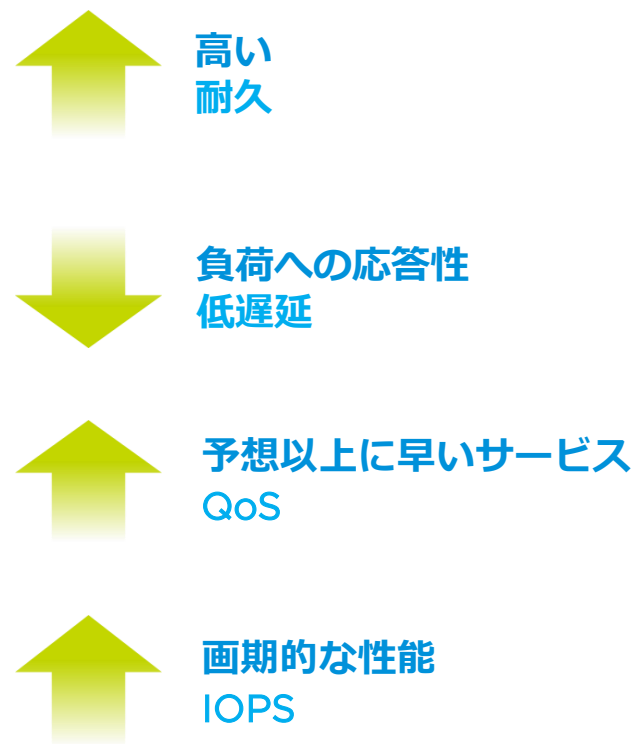 高い
耐久
負荷への応答性
低遅延
予想以上に早いサービス
QoS
画期的な性能
IOPS